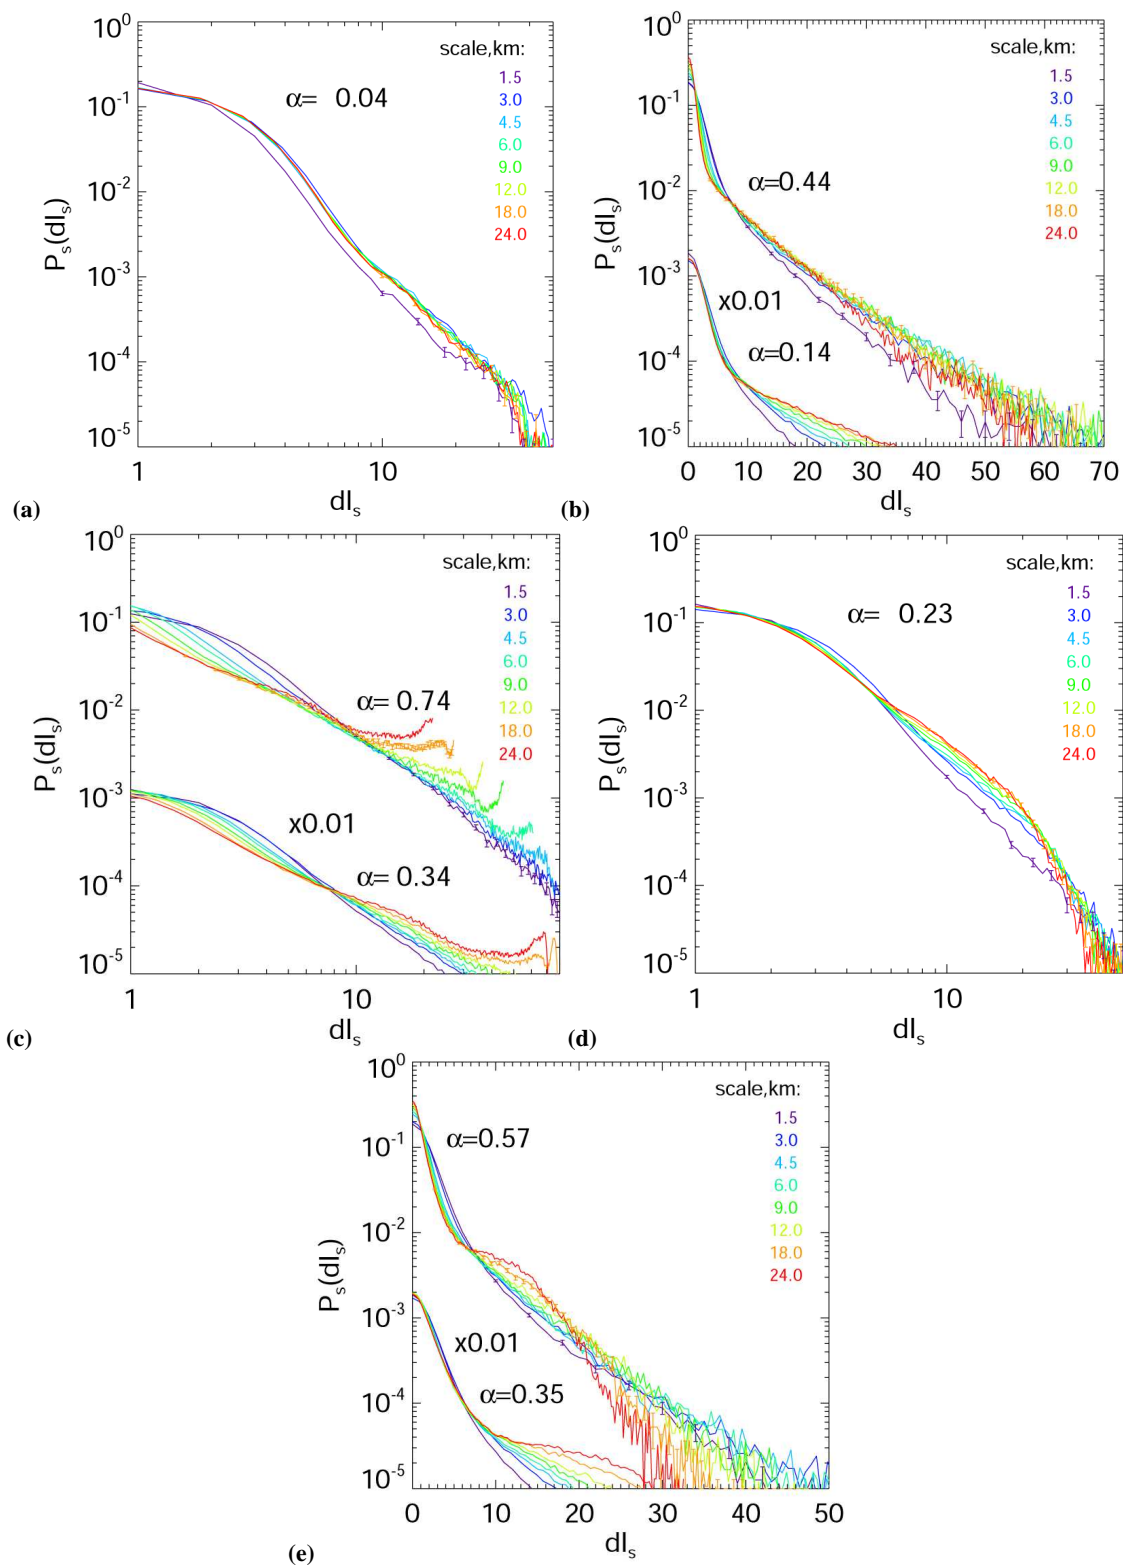 10^0
10^-1
10^-2
10^-3
10^-4
10^-5
P_s(dl_s)
scale,km:
1.5
3.0
4.5
6.0
9.0
12.0
18.0
24.0
α= 0.04
1
10
dl_s
(a)
10^0
10^-1
10^-2
10^-3
10^-4
10^-5
P_s(dl_s)
scale,km:
1.5
3.0
4.5
6.0
9.0
12.0
18.0
24.0
α=0.44
x0.01
α=0.14
0 10 20 30 40 50 60 70
dl_s
(b)
10^0
10^-1
10^-2
10^-3
10^-4
10^-5
P_s(dl_s)
scale,km:
1.5
3.0
4.5
6.0
9.0
12.0
18.0
24.0
α= 0.74
x0.01
α= 0.34
1
10
dl_s
(c)
10^0
10^-1
10^-2
10^-3
10^-4
10^-5
P_s(dl_s)
scale,km:
1.5
3.0
4.5
6.0
9.0
12.0
18.0
24.0
α= 0.23
1
10
dl_s
(d)
10^0
10^-1
10^-2
10^-3
10^-4
10^-5
P_s(dl_s)
scale,km:
1.5
3.0
4.5
6.0
9.0
12.0
18.0
24.0
α=0.57
x0.01
α=0.35
0 10 20 30 40 50
dl_s
(e)